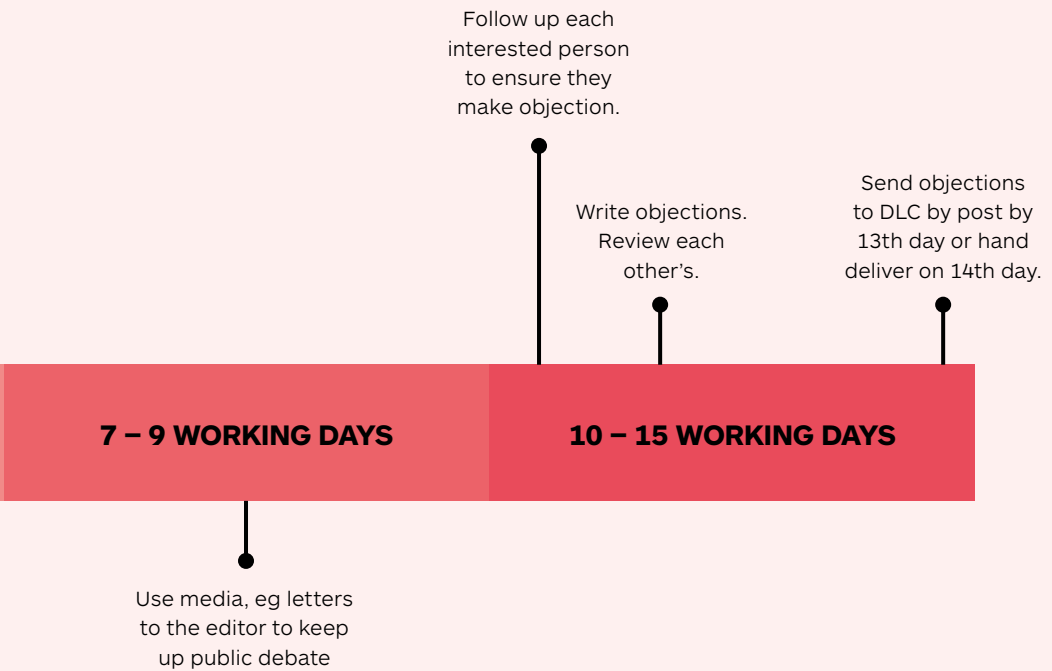 Follow up each
interested person
to ensure they
make objection.
Write objections.
Review each
other's.
Send objections
to DLC by post by
13th day or hand
deliver on 14th day.
7 – 9 WORKING DAYS
10 – 15 WORKING DAYS
Use media, eg letters
to the editor to keep
up public debate